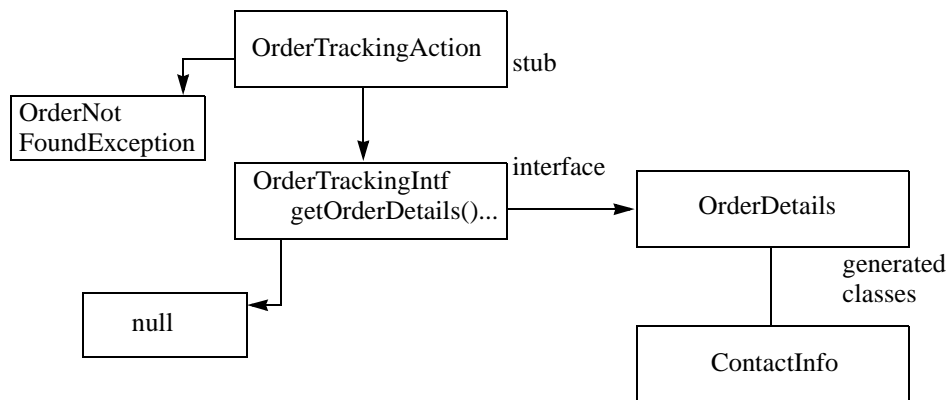 OrderTrackingAction
stub
OrderNot
FoundException
OrderTrackingIntf
getOrderDetails()...
interface
OrderDetails
generated
classes
null
ContactInfo